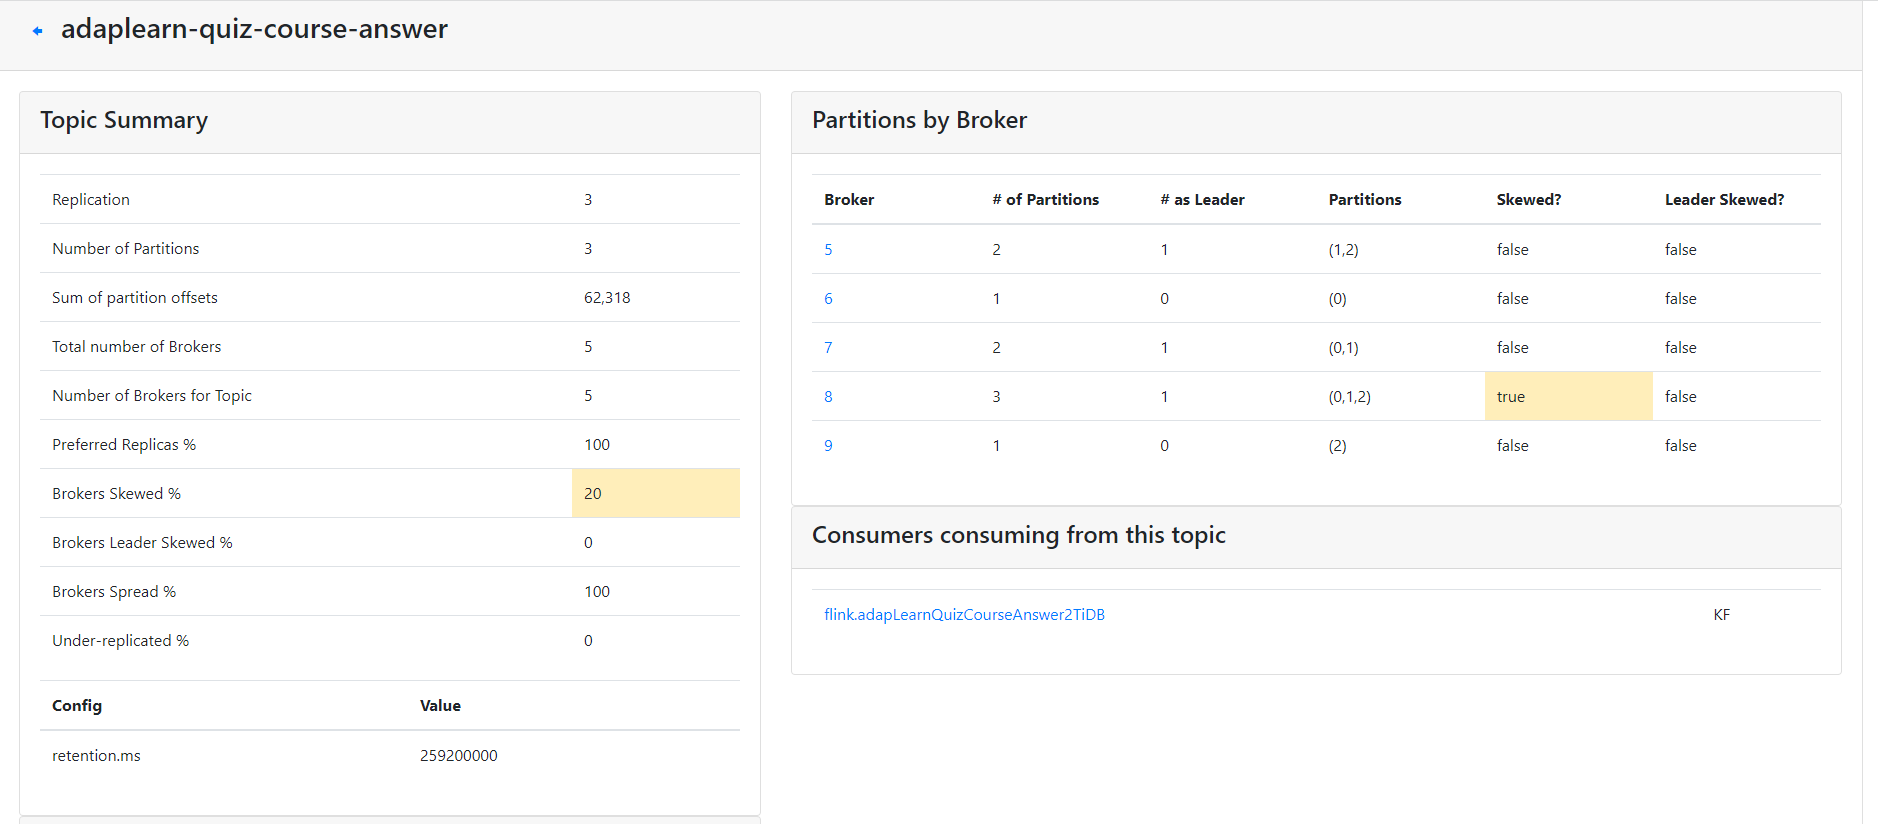 adaplearn-quiz-course-answer
Topic Summary
Replication 3
Number of Partitions 3
Sum of partition offsets 62,318
Total number of Brokers 5
Number of Brokers for Topic 5
Preferred Replicas % 100
Brokers Skewed % 20
Brokers Leader Skewed % 0
Brokers Spread % 100
Under-replicated % 0
Config Value
retention.ms 259200000
Partitions by Broker
Broker # of Partitions # as Leader Partitions Skewed? Leader Skewed?
5 2 1 (1,2) false false
6 1 0 (0) false false
7 2 1 (0,1) false false
8 3 1 (0,1,2) true false
9 1 0 (2) false false
Consumers consuming from this topic
flink.adapLearnQuizCourseAnswer2TiDB KF